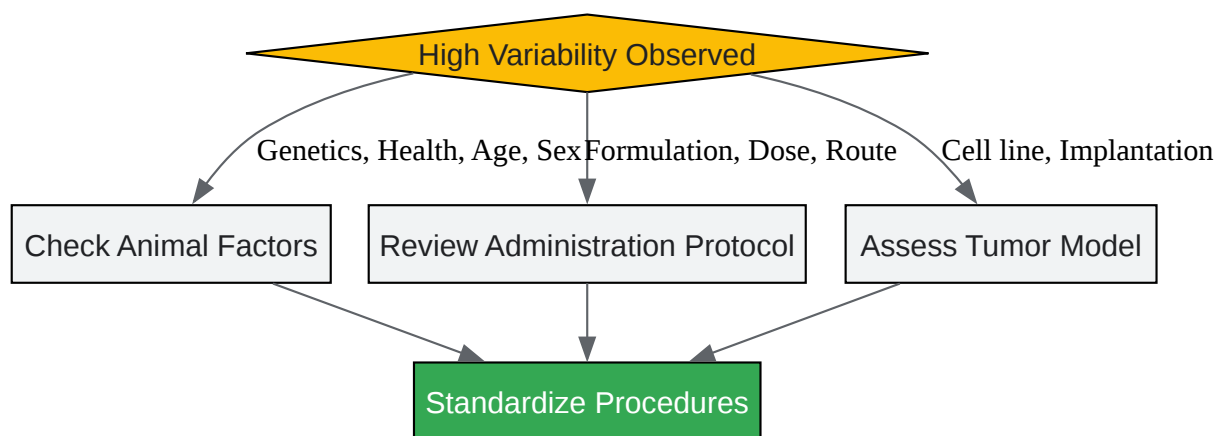 High Variability Observed
Genetics, Health, Age, Sex
Formulation, Dose, Route
Cell line, Implantation
Check Animal Factors
Review Administration Protocol
Assess Tumor Model
Standardize Procedures